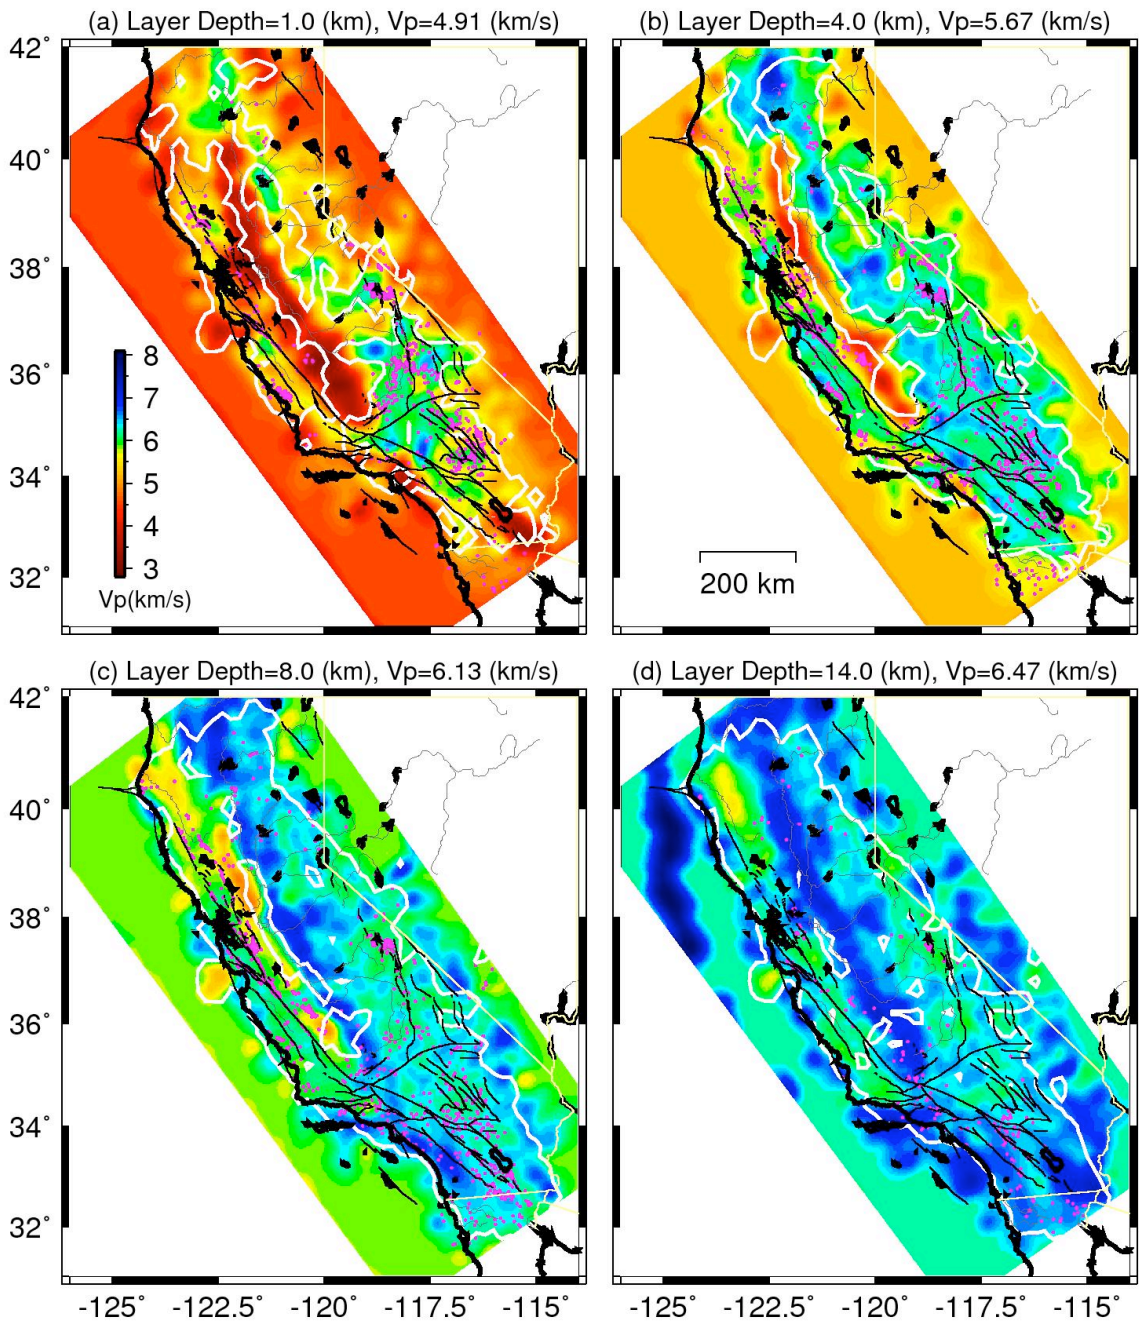 (a) Layer Depth=1.0 (km), Vp=4.91 (km/s)
(b) Layer Depth=4.0 (km), Vp=5.67 (km/s)
42°
40°
38°
36°
34°
32°
8
7
6
5
4
3
Vp(km/s)
200 km
(c) Layer Depth=8.0 (km), Vp=6.13 (km/s)
(d) Layer Depth=14.0 (km), Vp=6.47 (km/s)
42°
40°
38°
36°
34°
32°
-125° -122.5° -120° -117.5° -115°
-125° -122.5° -120° -117.5° -115°